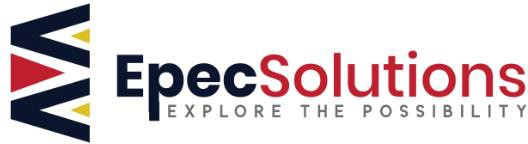 EpecSolutions
EXPLORE THE POSSIBILITY